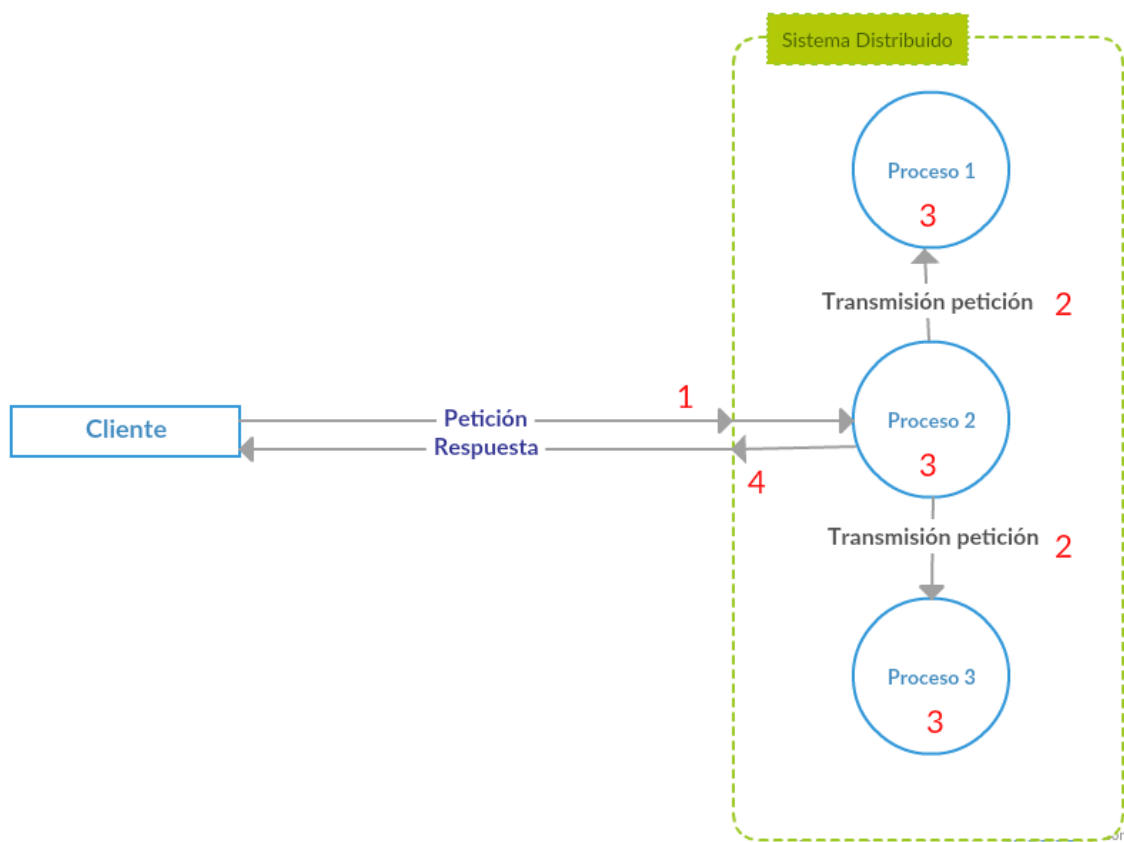 Sistema Distribuido
Proceso 1
3
Transmisión petición 2
1
Petición
Cliente
Proceso 2
Respuesta
3
4
Transmisión petición 2
Proceso 3
3